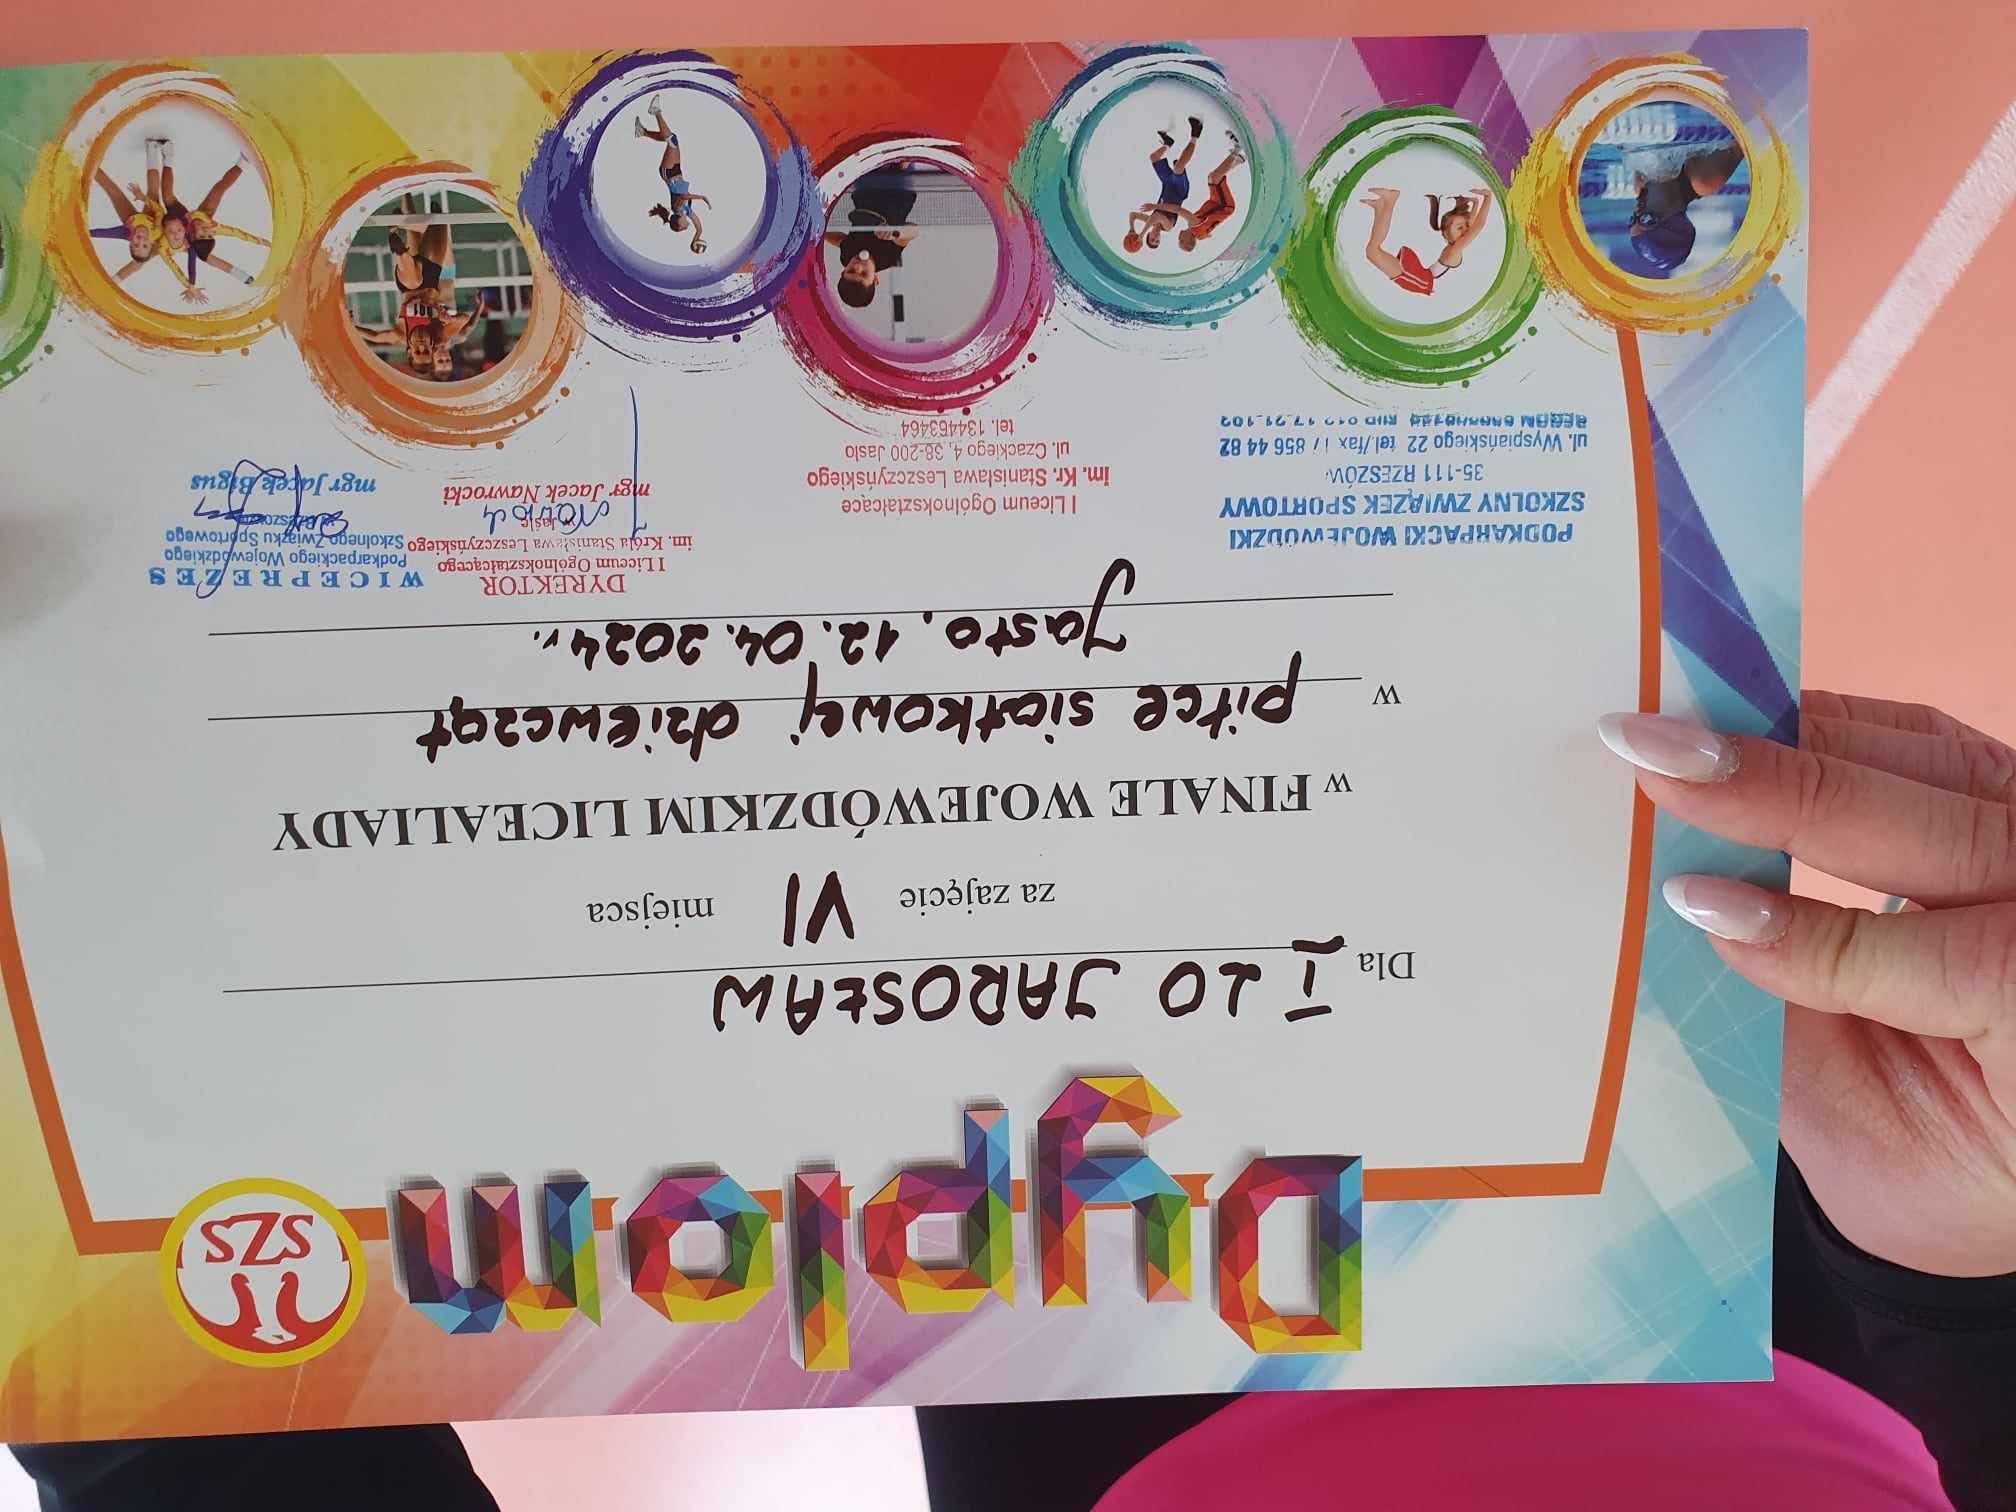 Dyplom
SZS
Dla I LO JAROSŁAW
za zajęcie VI miejsca
w FINALE WOJEWÓDZKIM LICEALIADY
w piłce siatkowej dziewcząt
Jasło, 12.04.2024r.
PODKARPACKI WOJEWÓDZKI
SZKOLNY ZWIĄZEK SPORTOWY
35-111 RZESZÓW
ul. Wyspiańskiego 22 tel./fax 17 856 44 82
I Liceum Ogólnokształcące
im. Kr. Stanisława Leszczyńskiego
ul. Czackiego 4, 38-200 Jasło
tel. 134463464
DYREKTOR
I Liceum Ogólnokształcącego
im. Króla Stanisława Leszczyńskiego
w Jaśle
mgr Jacek Nawrocki
WICEPREZES
Podkarpackiego Wojewódzkiego
Szkolnego Związku Sportowego
mgr Jacek Bigus